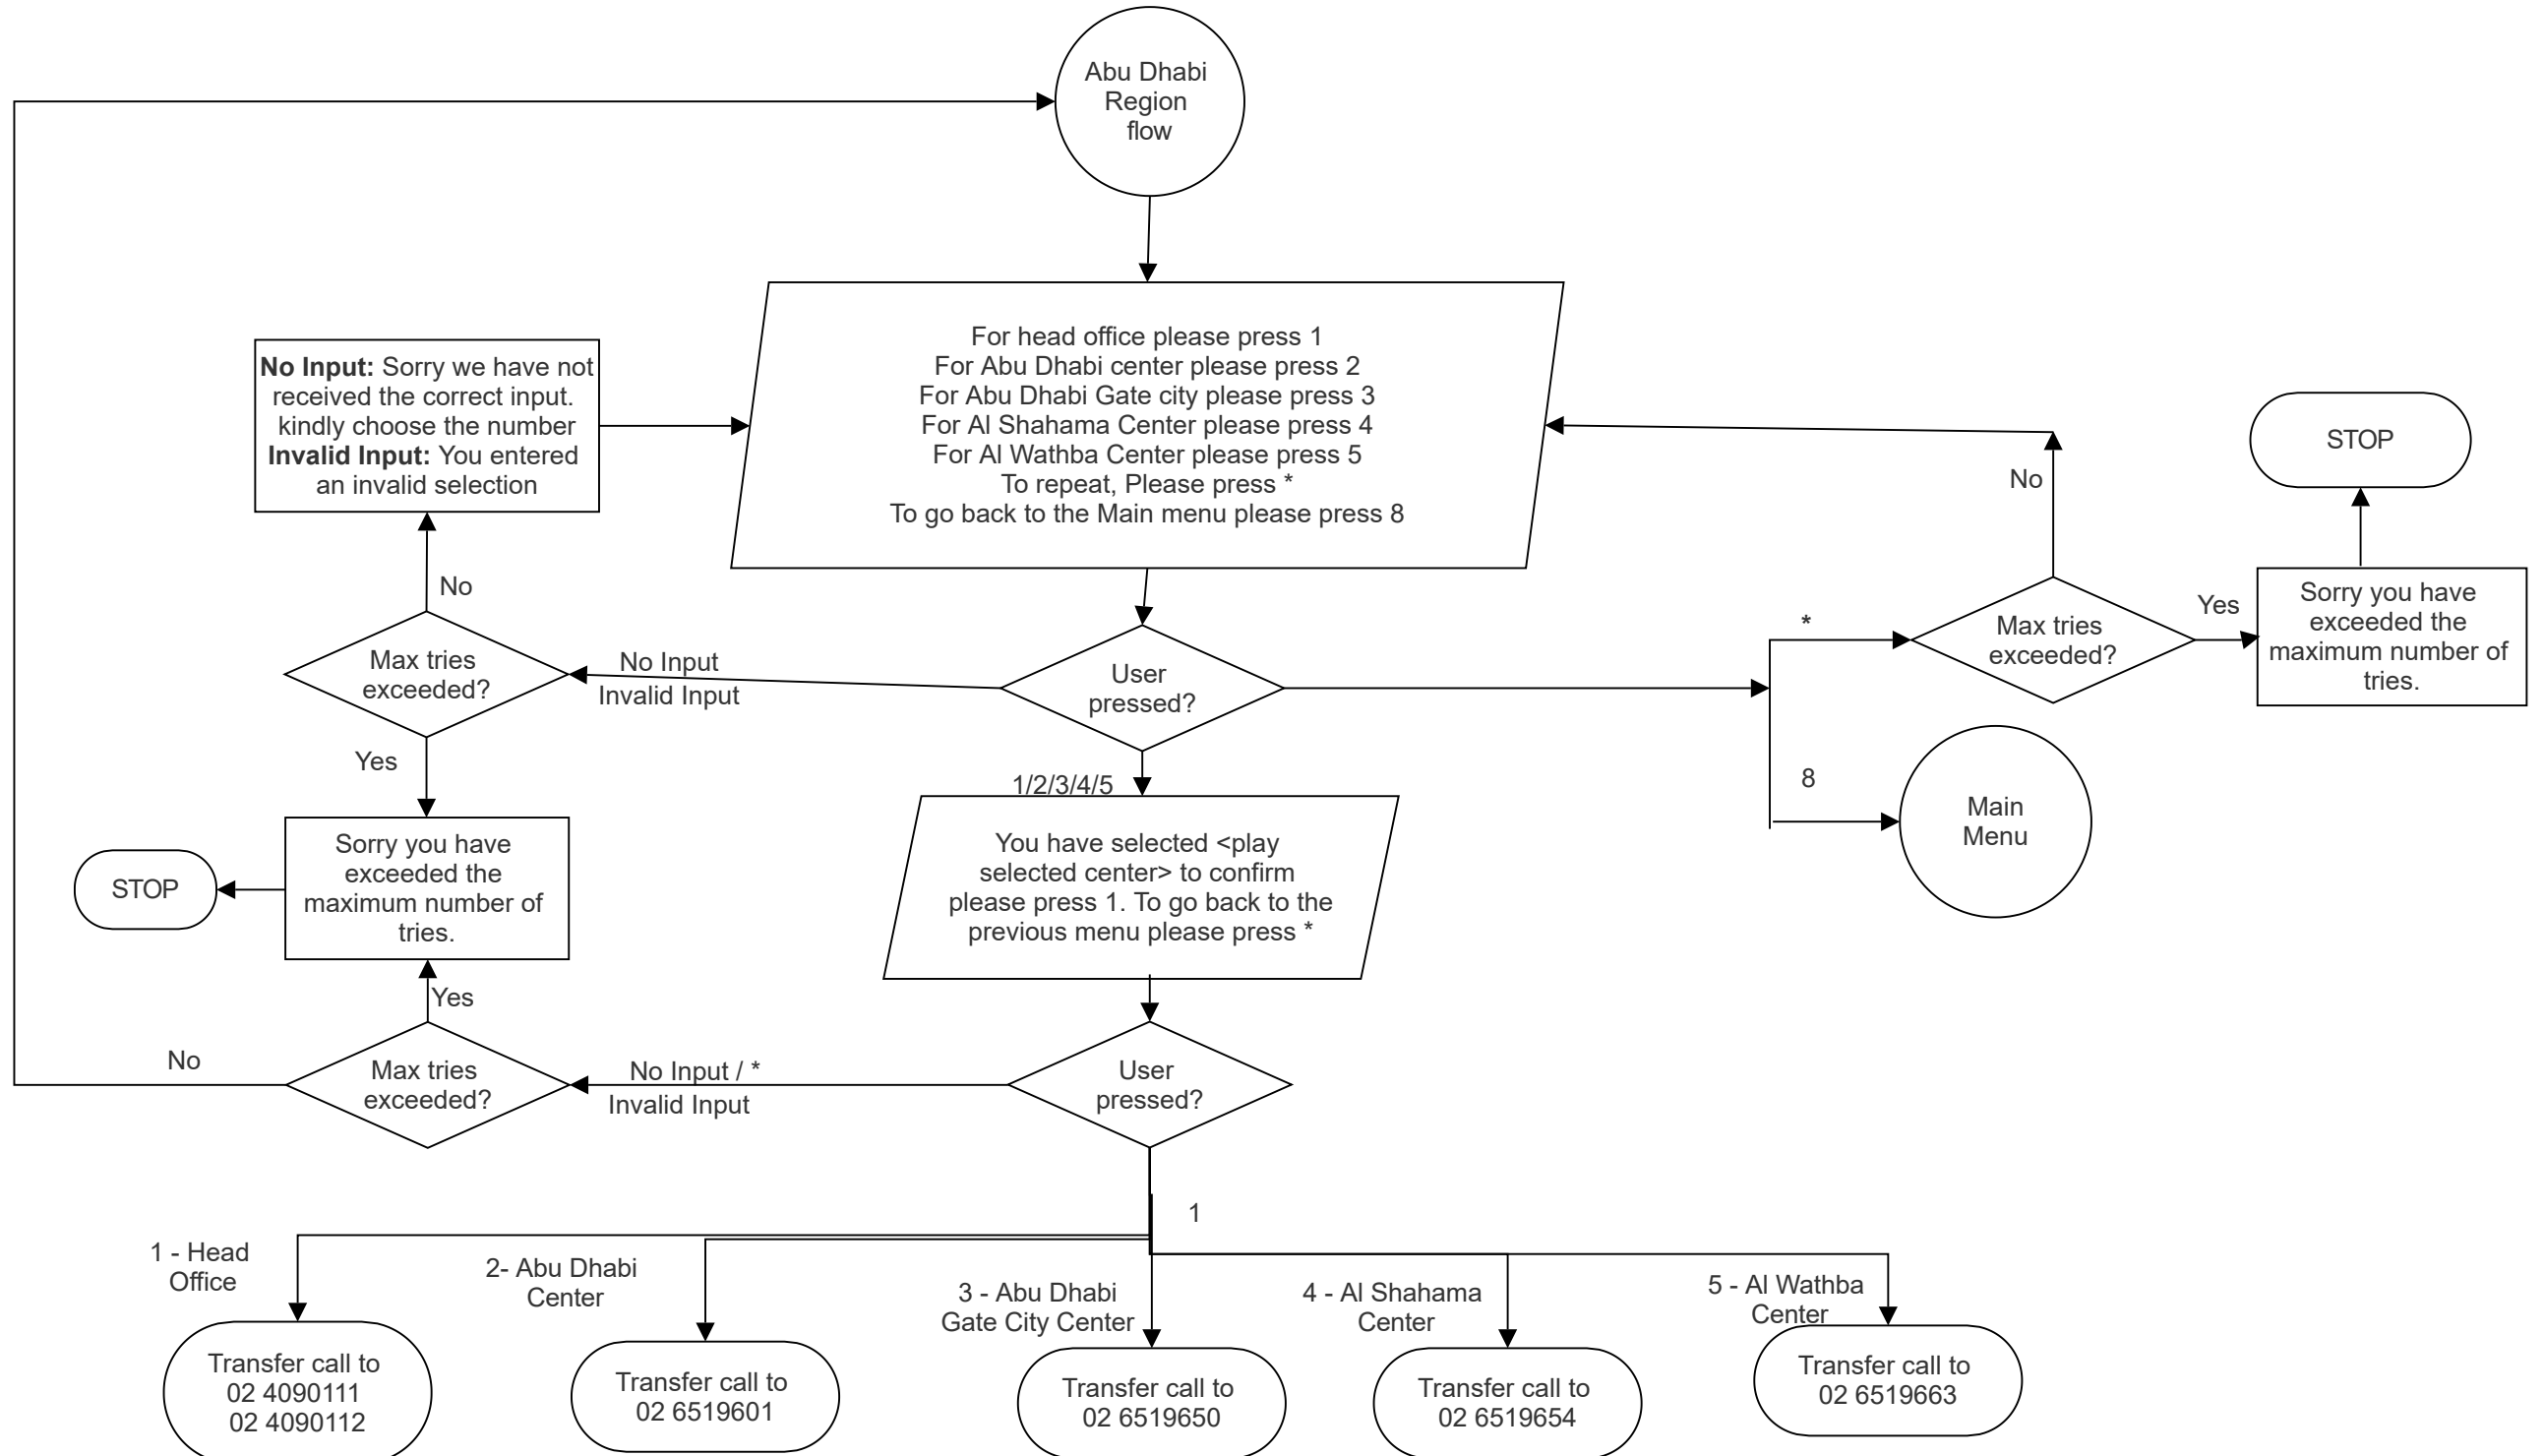 Abu Dhabi
Region
flow
For head office please press 1
For Abu Dhabi center please press 2
For Abu Dhabi Gate city please press 3
For Al Shahama Center please press 4
For Al Wathba Center please press 5
To repeat, Please press *
To go back to the Main menu please press 8
No Input: Sorry we have not
received the correct input.
kindly choose the number
Invalid Input: You entered
an invalid selection
STOP
No
No
Max tries
exceeded?
Yes
Sorry you have
exceeded the
maximum number of
tries.
*
Max tries
exceeded?
No Input
Invalid Input
User
pressed?
Yes
1/2/3/4/5
8
Main
Menu
You have selected <play
selected center> to confirm
please press 1. To go back to the
previous menu please press *
Sorry you have
exceeded the
maximum number of
tries.
STOP
Yes
No
Max tries
exceeded?
No Input / *
Invalid Input
User
pressed?
1
1 - Head
Office
2- Abu Dhabi
Center
3 - Abu Dhabi
Gate City Center
4 - Al Shahama
Center
5 - Al Wathba
Center
Transfer call to
02 4090111
02 4090112
Transfer call to
02 6519601
Transfer call to
02 6519650
Transfer call to
02 6519654
Transfer call to
02 6519663